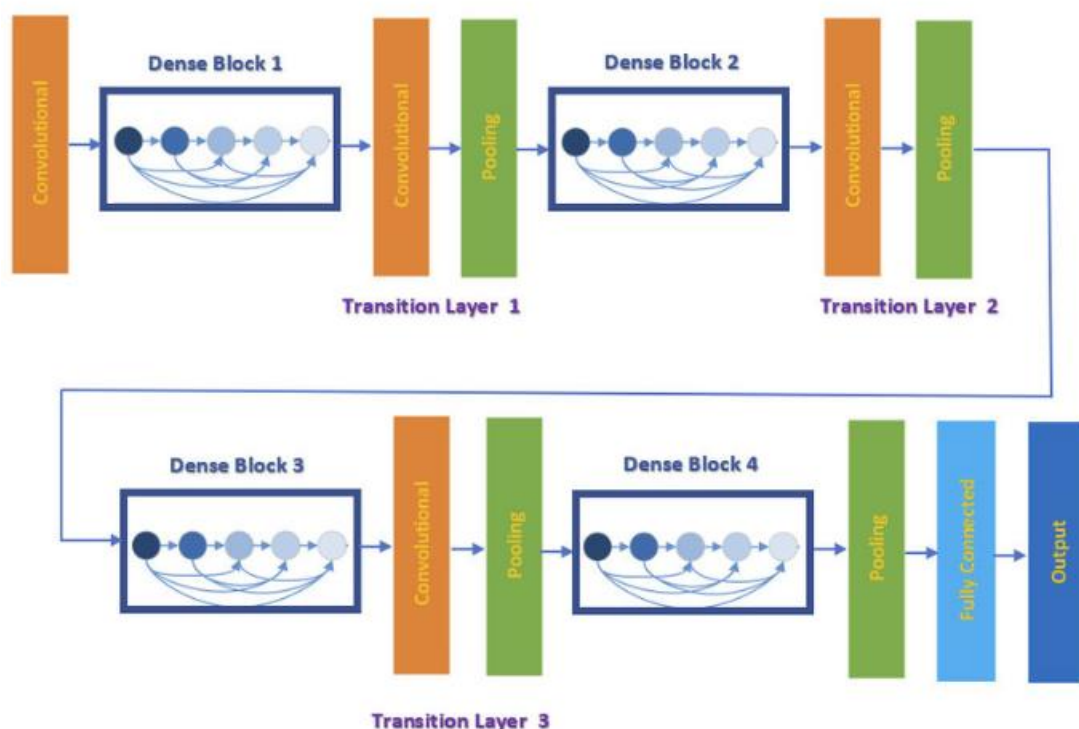 Convolutional
Dense Block 1
Convolutional
Pooling
Transition Layer 1
Dense Block 2
Convolutional
Pooling
Transition Layer 2
Dense Block 3
Convolutional
Pooling
Transition Layer 3
Dense Block 4
Pooling
Fully Connected
Output